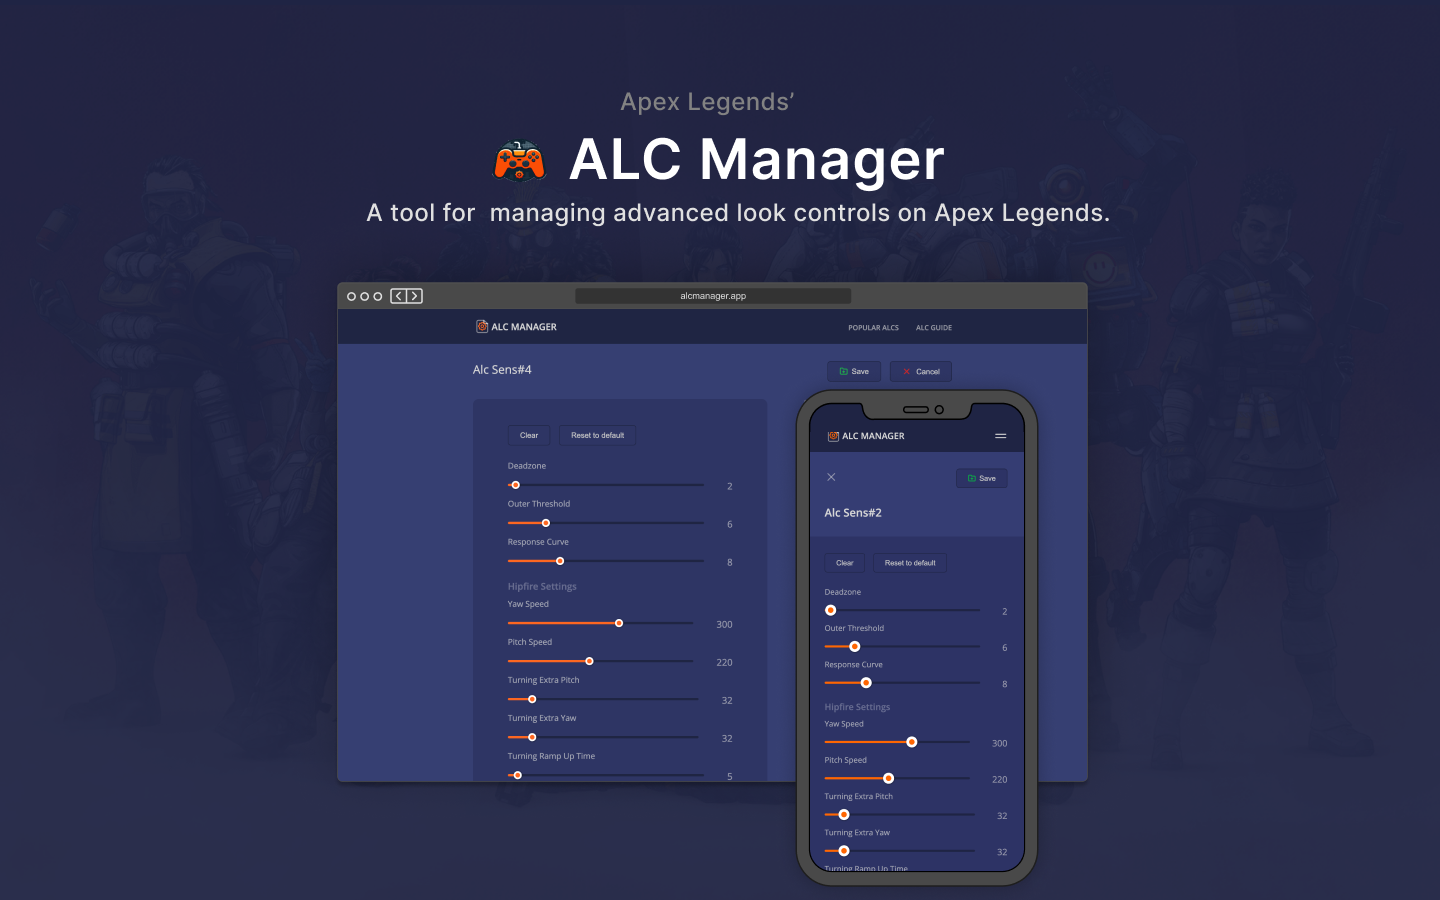 Apex Legends’
ALC Manager
A tool for managing advanced look controls on Apex Legends.
alcmanager.app
ALC MANAGER
POPULAR ALCS
ALC GUIDE
Alc Sens#4
Save
Cancel
Clear
Reset to default
Deadzone
2
Outer Threshold
6
Response Curve
8
Hipfire Settings
Yaw Speed
300
Pitch Speed
220
Turning Extra Pitch
32
Turning Extra Yaw
32
Turning Ramp Up Time
5
ALC MANAGER
Save
Alc Sens#2
Clear
Reset to default
Deadzone
2
Outer Threshold
6
Response Curve
8
Hipfire Settings
Yaw Speed
300
Pitch Speed
220
Turning Extra Pitch
32
Turning Extra Yaw
32
Turning Ramp Up Time